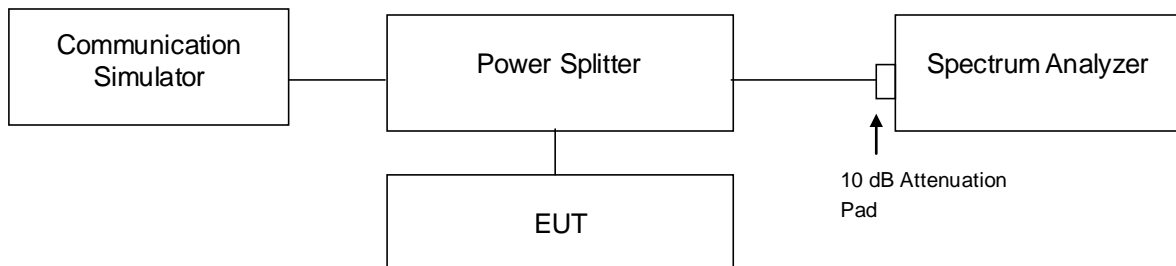 Communication
Simulator
Power Splitter
Spectrum Analyzer
10 dB Attenuation
Pad
EUT